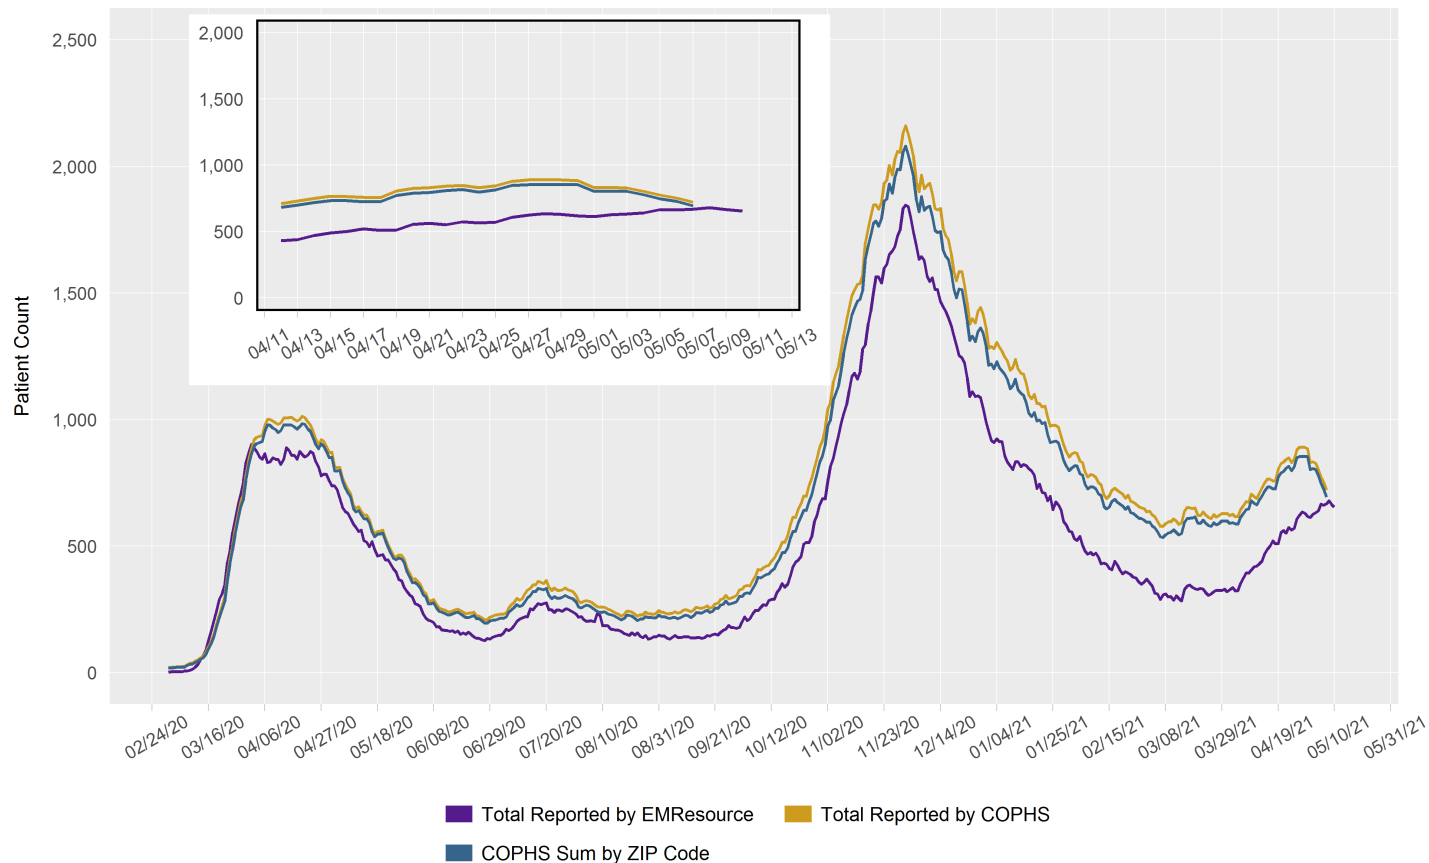 2,500
2,000
1,500
1,000
500
0
Patient Count
2,000
1,500
1,000
500
0
04/11 04/13 04/15 04/17 04/19 04/21 04/23 04/25 04/27 04/29 05/01 05/03 05/05 05/07 05/09 05/11 05/13
02/24/20 03/16/20 04/06/20 04/27/20 05/18/20 06/08/20 06/29/20 07/20/20 08/10/20 08/31/20 09/21/20 10/12/20 11/02/20 11/23/20 12/14/20 01/04/21 01/25/21 02/15/21 03/08/21 03/29/21 04/19/21 05/10/21 05/31/21
Total Reported by EMResource Total Reported by COPHS
COPHS Sum by ZIP Code